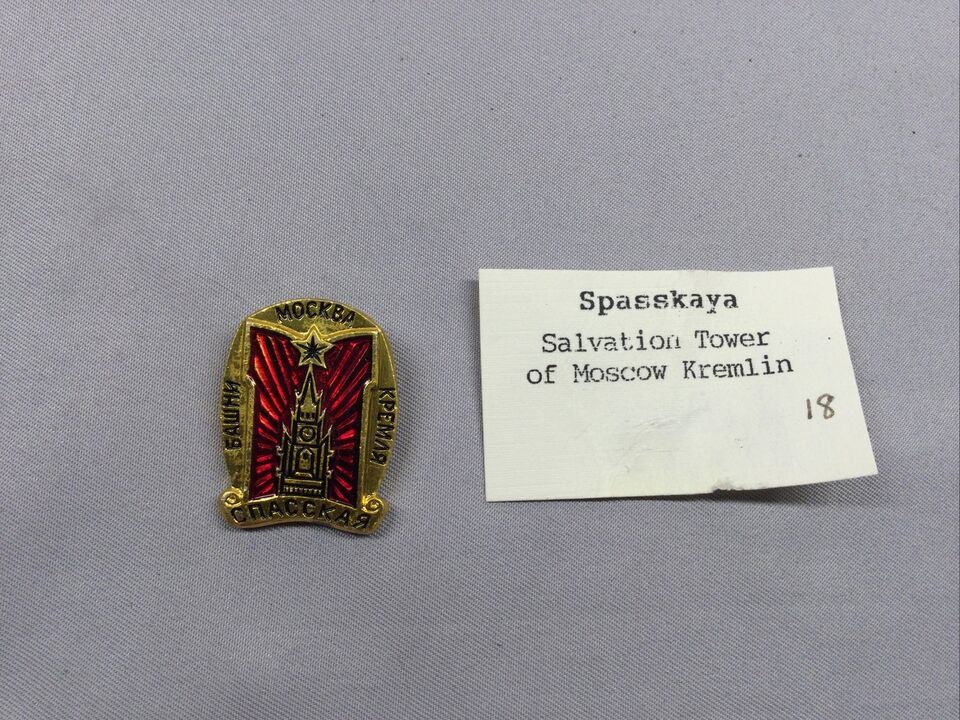 МОСКВА
БАШНИ
КРЕМЛЯ
СПАССКАЯ
Spasskaya
Salvation Tower
of Moscow Kremlin
18